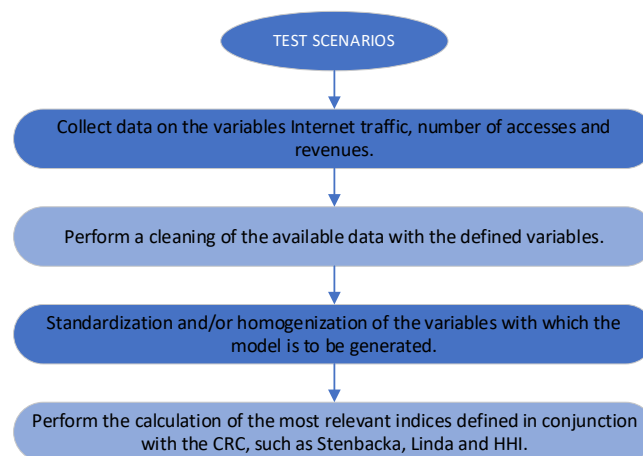 TEST SCENARIOS
Collect data on the variables Internet traffic, number of accesses and
revenues.
Perform a cleaning of the available data with the defined variables.
Standardization and/or homogenization of the variables with which the
model is to be generated.
Perform the calculation of the most relevant indices defined in conjunction
with the CRC, such as Stenbacka, Linda and HHI.